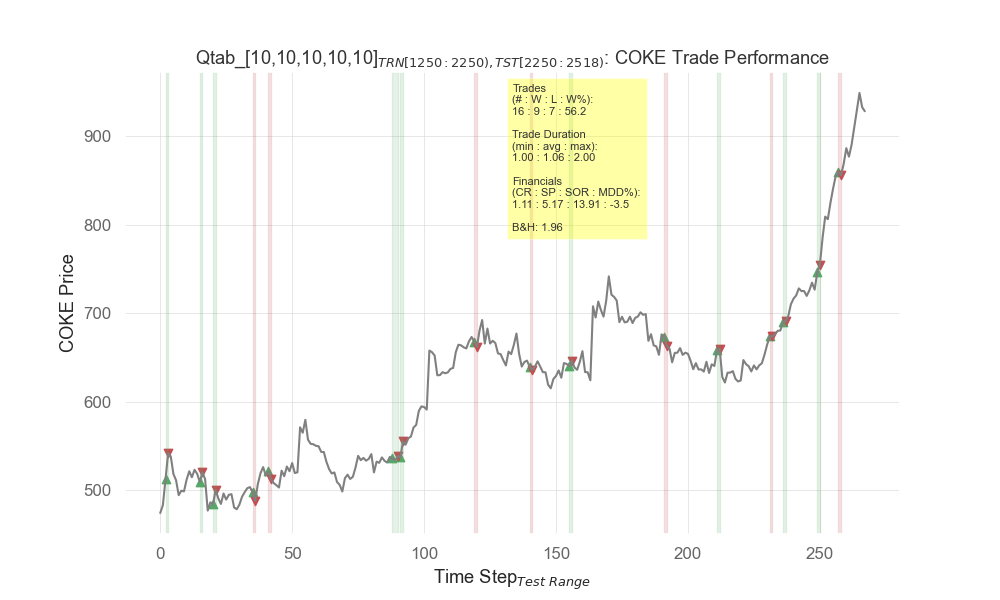 Qtab_[10,10,10,10,10]TRN[1250:2250),TST[2250:2518): COKE Trade Performance
Trades
(# : W : L : W%):
16 : 9 : 7 : 56.2
Trade Duration
(min : avg : max):
1.00 : 1.06 : 2.00
Financials
(CR : SP : SOR : MDD%):
1.11 : 5.17 : 13.91 : -3.5
B&H: 1.96
COKE Price
900
800
700
600
500
0 50 100 150 200 250
Time StepTest Range